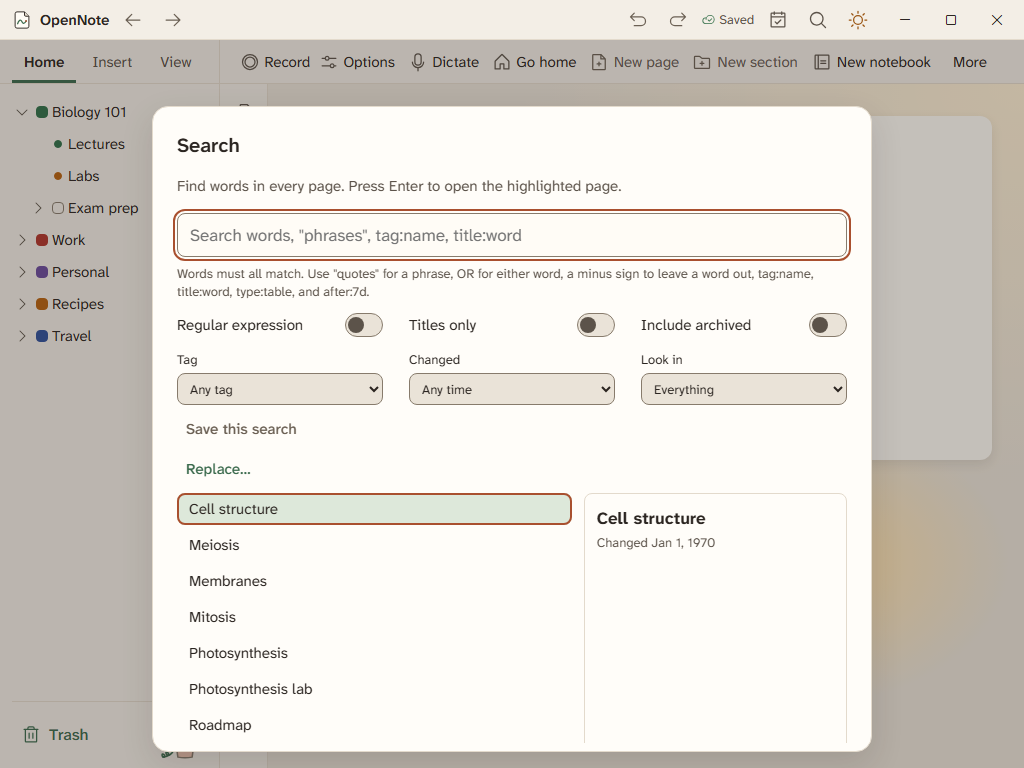 OpenNote
Saved
Home Insert View
Record Options Dictate Go home New page New section New notebook More
Biology 101
Lectures
Labs
Exam prep
Work
Personal
Recipes
Travel
Trash
Search
Find words in every page. Press Enter to open the highlighted page.
Search words, "phrases", tag:name, title:word
Words must all match. Use "quotes" for a phrase, OR for either word, a minus sign to leave a word out, tag:name,
title:word, type:table, and after:7d.
Regular expression Titles only Include archived
Tag Changed Look in
Any tag Any time Everything
Save this search
Replace...
Cell structure
Meiosis
Membranes
Mitosis
Photosynthesis
Photosynthesis lab
Roadmap
Cell structure
Changed Jan 1, 1970